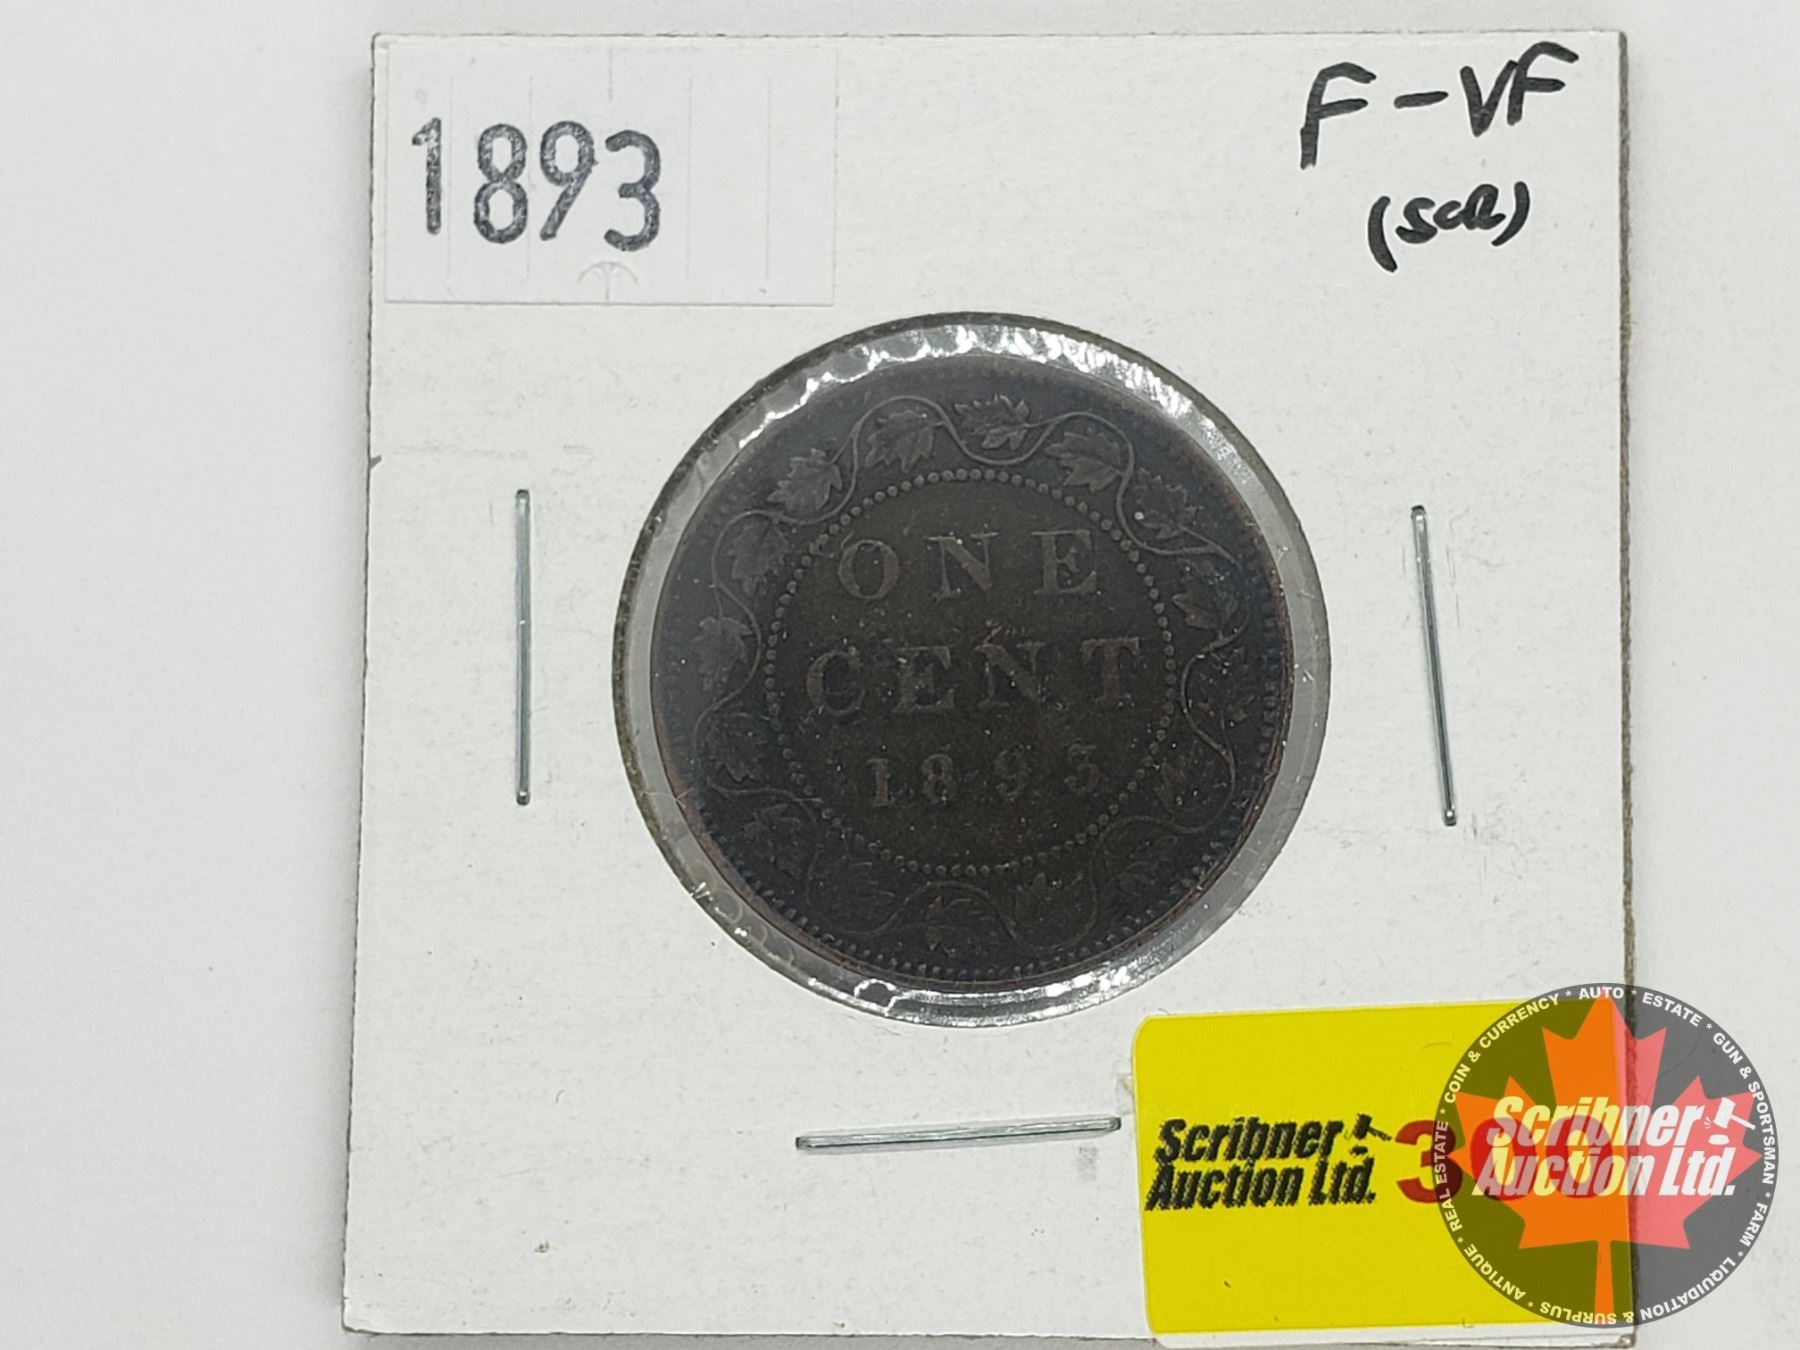 1893
F-VF
(SCR)
ONE
CENT
1893
Scribner
Auction Ltd.
Scribner
Auction Ltd.
REAL ESTATE * COIN & CURRENCY * AUTO * ESTATE * GUN & SPORTSMAN * FARM * LIQUIDATION & SURPLUS * ANTIQUE *